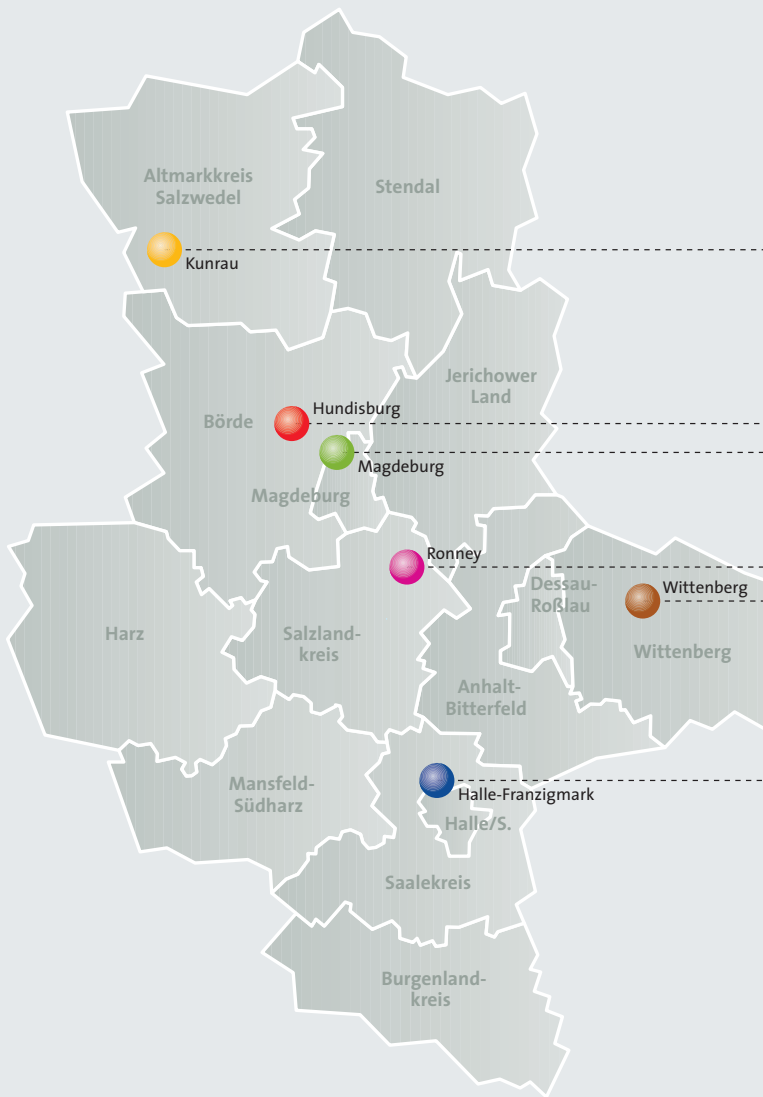 Altmarkkreis
Salzwedel
Stendal
Kunrau
Jerichower
Land
Hundisburg
Börde
Magdeburg
Magdeburg
Ronney
Dessau-
Roßlau
Wittenberg
Harz
Salzland-
kreis
Wittenberg
Anhalt-
Bitterfeld
Mansfeld-
Südharz
Halle-Franzigmark
Halle/S.
Saalekreis
Burgenland-
kreis